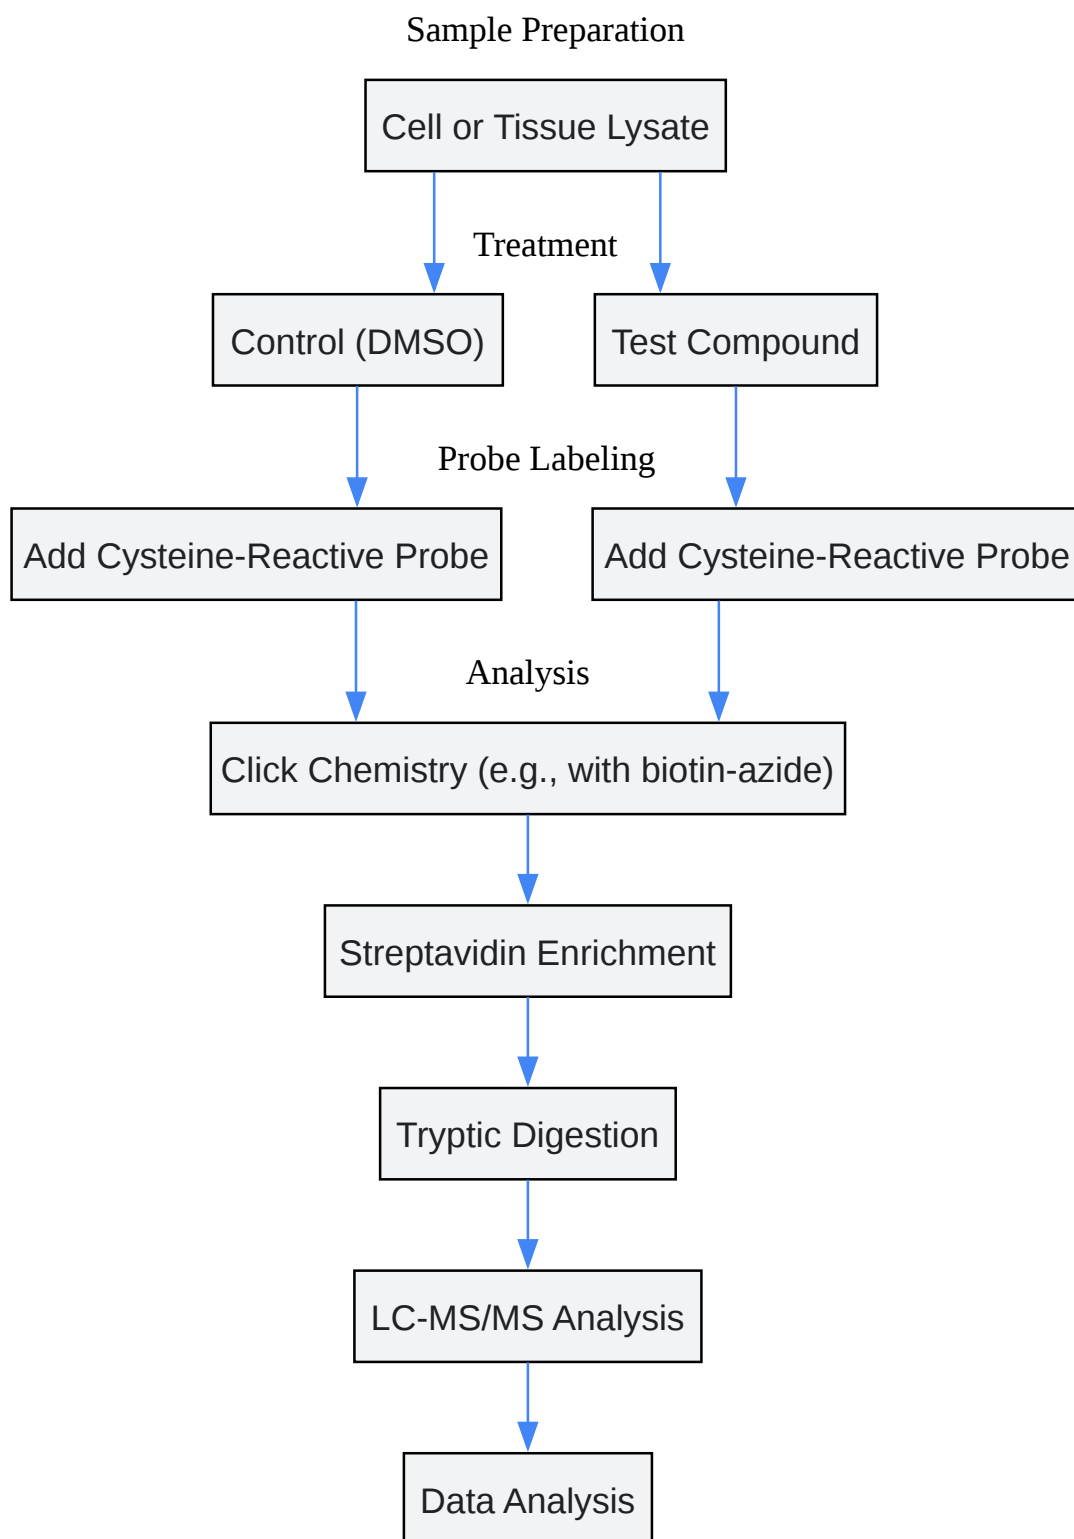 Sample Preparation
Cell or Tissue Lysate
Treatment
Control (DMSO)
Test Compound
Probe Labeling
Add Cysteine-Reactive Probe
Add Cysteine-Reactive Probe
Analysis
Click Chemistry (e.g., with biotin-azide)
Streptavidin Enrichment
Tryptic Digestion
LC-MS/MS Analysis
Data Analysis